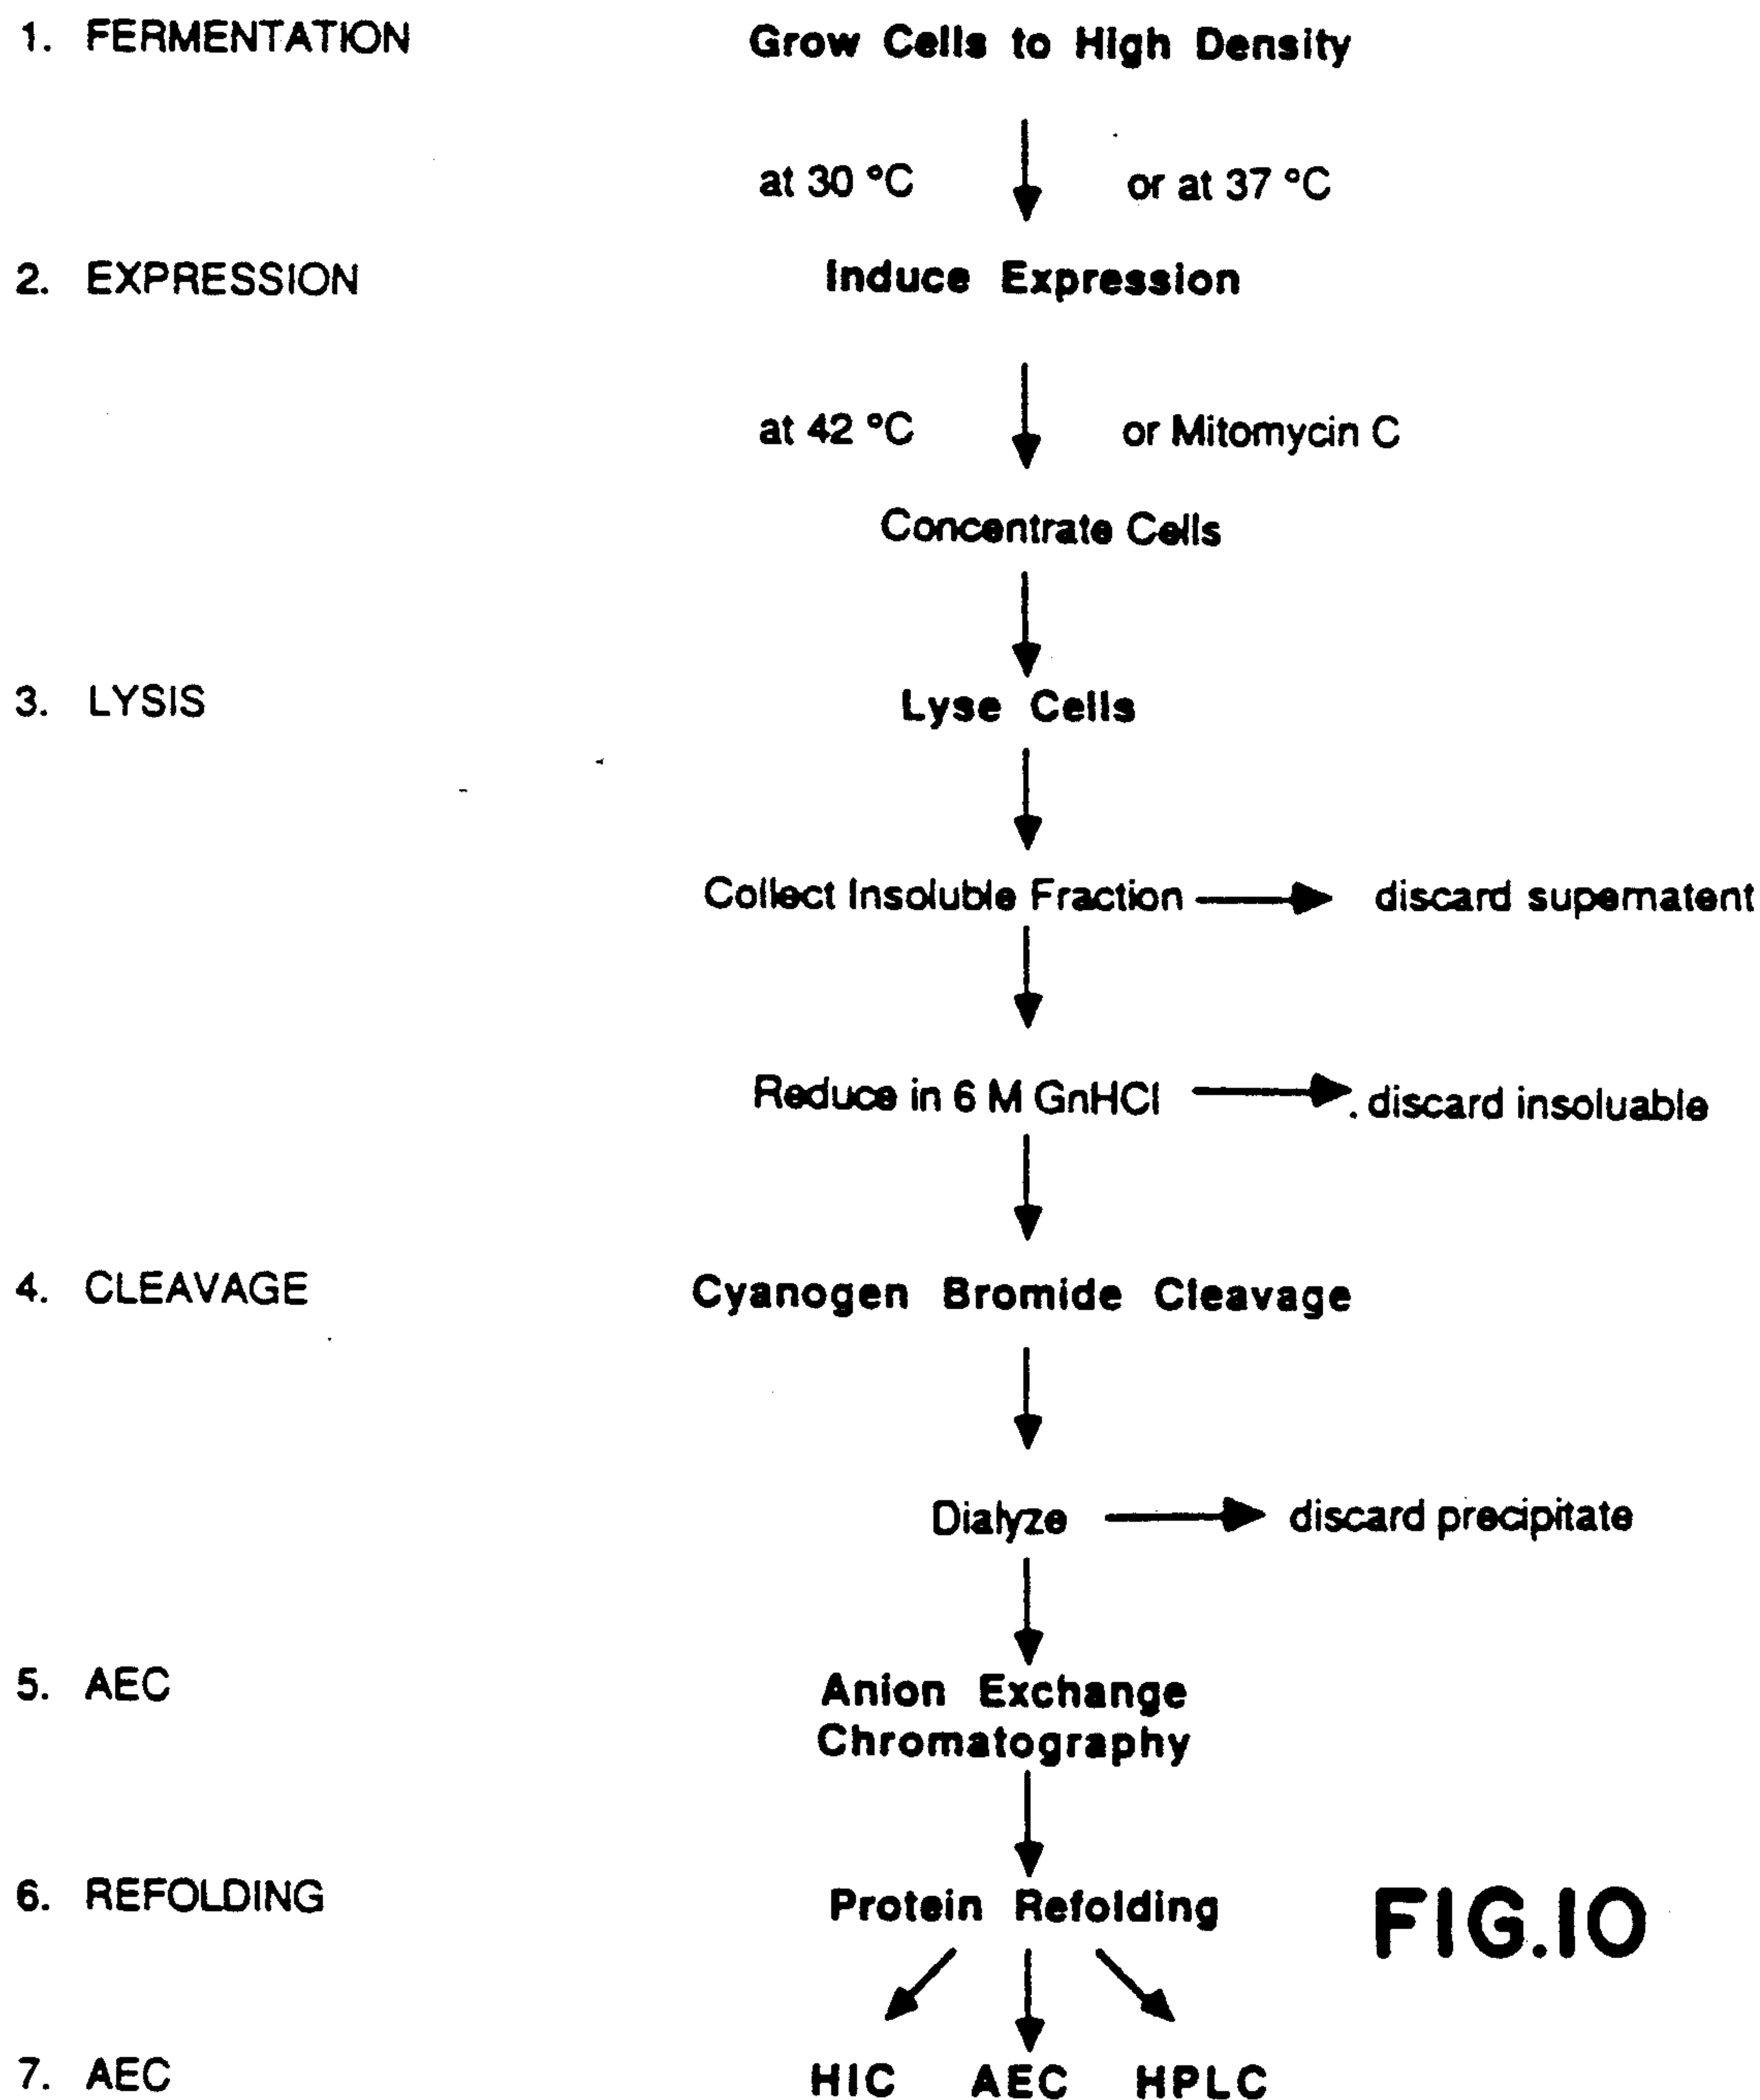 1. FERMENTATION Grow Cells to High Density
at 30 °C or at 37 °C
2. EXPRESSION Induce Expression
at 42 °C or Mitomycin C
Concentrate Cells
3. LYSIS Lyse Cells
Collect Insoluble Fraction discard supernatent
Reduce in 6 M GnHCl discard insoluable
4. CLEAVAGE Cyanogen Bromide Cleavage
Dialyze discard precipitate
5. AEC Anion Exchange
Chromatography
6. REFOLDING Protein Refolding
FIG.10
7. AEC HIC AEC HPLC